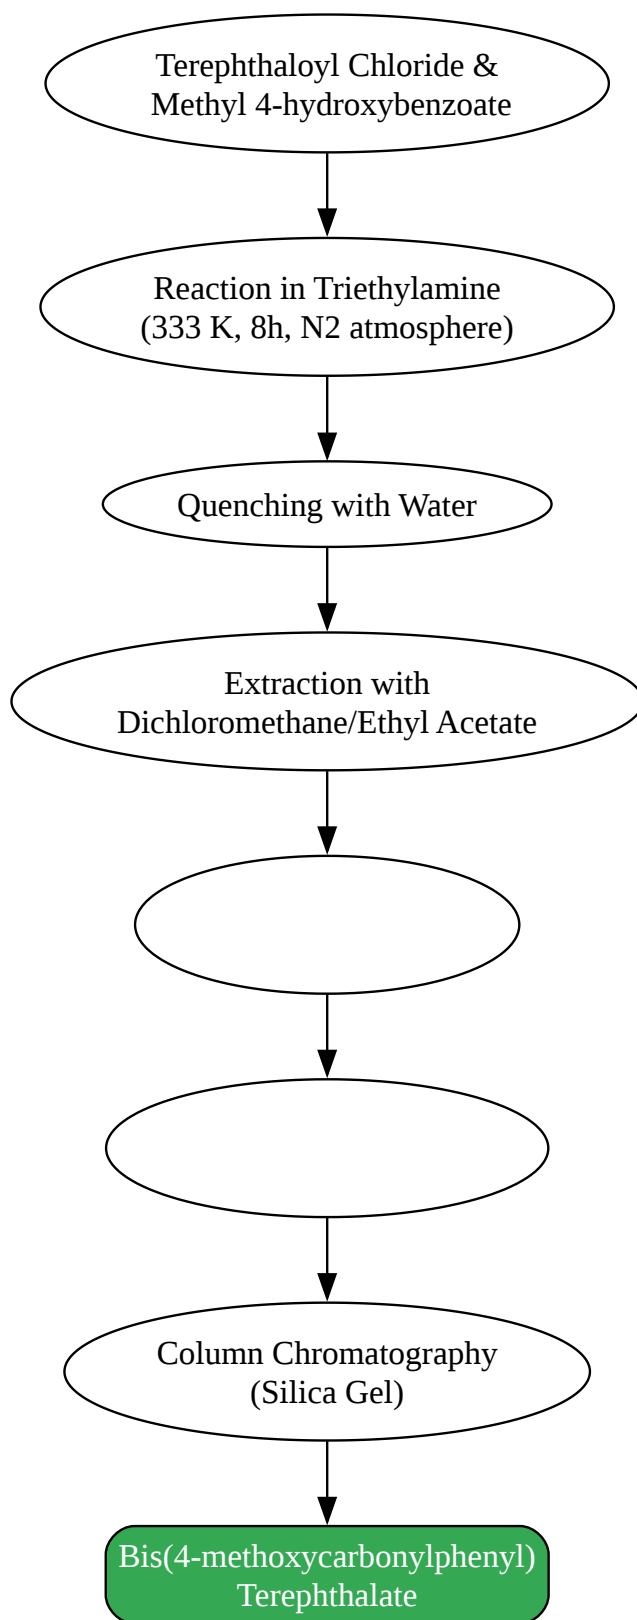 Terephthaloyl Chloride &
Methyl 4-hydroxybenzoate
Reaction in Triethylamine
(333 K, 8h, N2 atmosphere)
Quenching with Water
Extraction with
Dichloromethane/Ethyl Acetate
Column Chromatography
(Silica Gel)
Bis(4-methoxycarbonylphenyl)
Terephthalate